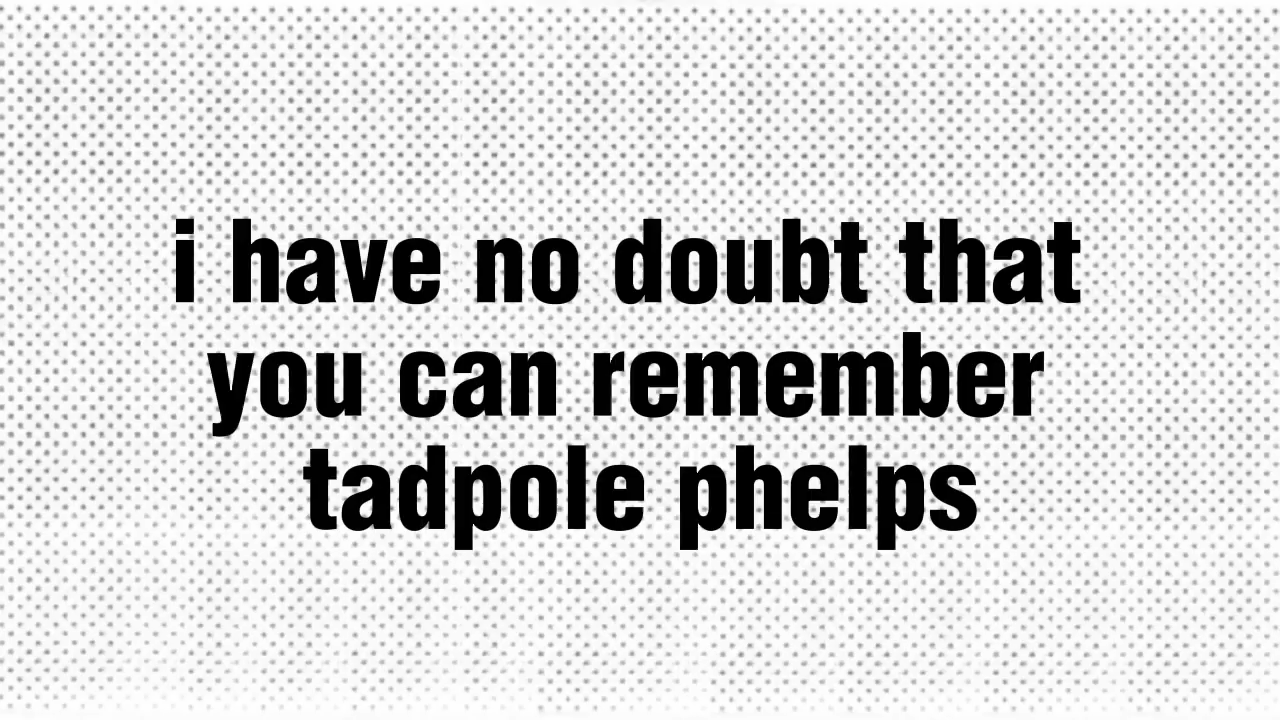 i have no doubt that
you can remember
tadpole phelps